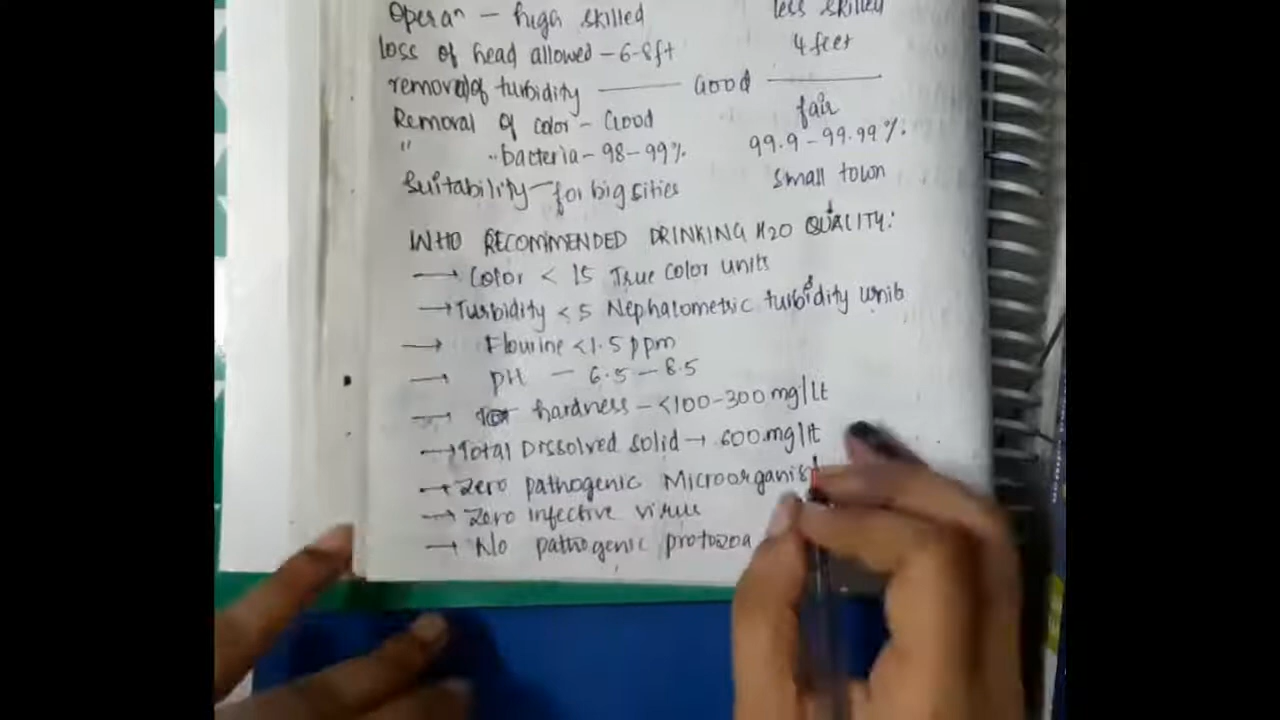 Operaⁿ - high skilled less skilled
loss of head allowed - 6-8ft 4 feet
removal of turbidity —— Good ——
Removal of color - Good fair
" "bacteria - 98-99% 99.9-99.99%.
Suitability - for big sities small town
WHO RECOMMENDED DRINKING H2O QUALITY:
→ Color < 15 True color units
→ Turbidity < 5 Nephalometric turbidity units
→ Flourine < 1.5 ppm
→ pH - 6.5 - 8.5
→ hardness - <100-300 mg/Lt
→ Total Dissolved solid → 600 mg/lt
→ Zero pathogenic Microorganis
→ Zero infective virus
→ No pathogenic protozoa